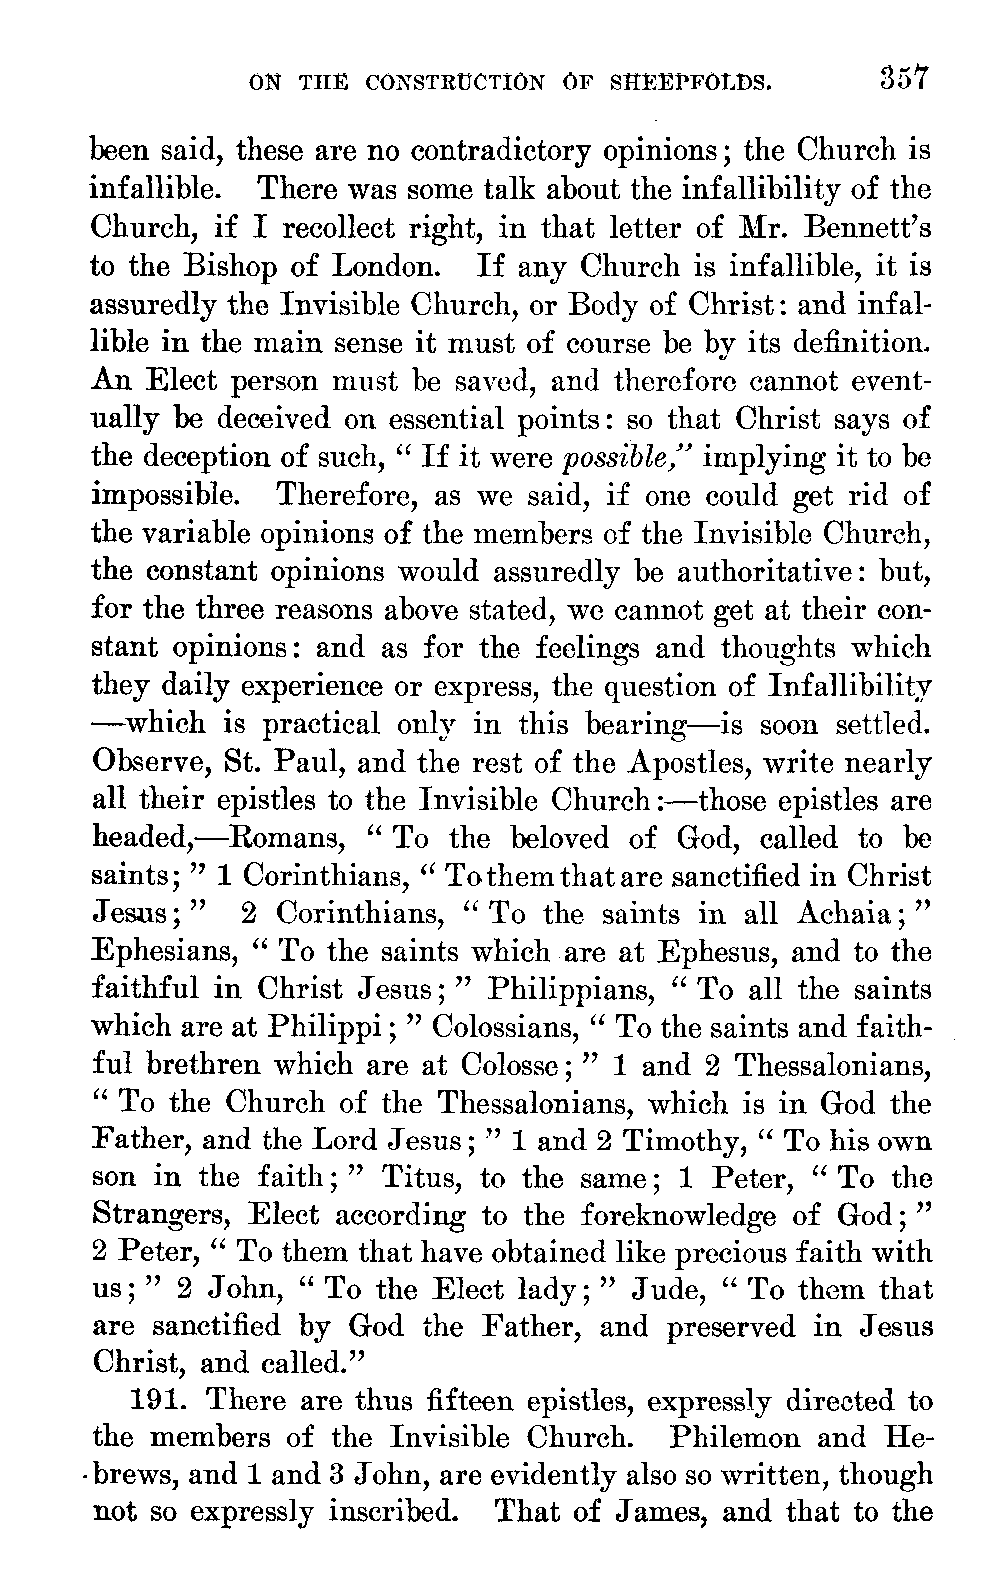 ON THE CONSTRUCTION OF SHEEPFOLDS. 357
been said, these are no contradictory opinions; the Church is
infallible. There was some talk about the infallibility of the
Church, if I recollect right, in that letter of Mr. Bennett's
to the Bishop of London. If any Church is infallible, it is
assuredly the Invisible Church, or Body of Christ: and infal-
lible in the main sense it must of course be by its definition.
An Elect person must be saved, and therefore cannot event-
ually be deceived on essential points: so that Christ says of
the deception of such, “ If it were possible,” implying it to be
impossible. Therefore, as we said, if one could get rid of
the variable opinions of the members of the Invisible Church,
the constant opinions would assuredly be authoritative: but,
for the three reasons above stated, we cannot get at their con-
stant opinions: and as for the feelings and thoughts which
they daily experience or express, the question of Infallibility
—which is practical only in this bearing—is soon settled.
Observe, St. Paul, and the rest of the Apostles, write nearly
all their epistles to the Invisible Church:—those epistles are
headed,—Romans, “ To the beloved of God, called to be
saints; ” 1 Corinthians, “ To them that are sanctified in Christ
Jesus; ” 2 Corinthians, “ To the saints in all Achaia; ”
Ephesians, “ To the saints which are at Ephesus, and to the
faithful in Christ Jesus; ” Philippians, “ To all the saints
which are at Philippi; ” Colossians, “ To the saints and faith-
ful brethren which are at Colosse; ” 1 and 2 Thessalonians,
“ To the Church of the Thessalonians, which is in God the
Father, and the Lord Jesus; ” 1 and 2 Timothy, “ To his own
son in the faith; ” Titus, to the same; 1 Peter, “ To the
Strangers, Elect according to the foreknowledge of God; ”
2 Peter, “ To them that have obtained like precious faith with
us; ” 2 John, “ To the Elect lady; ” Jude, “ To them that
are sanctified by God the Father, and preserved in Jesus
Christ, and called.”
191. There are thus fifteen epistles, expressly directed to
the members of the Invisible Church. Philemon and He-
brews, and 1 and 3 John, are evidently also so written, though
not so expressly inscribed. That of James, and that to the